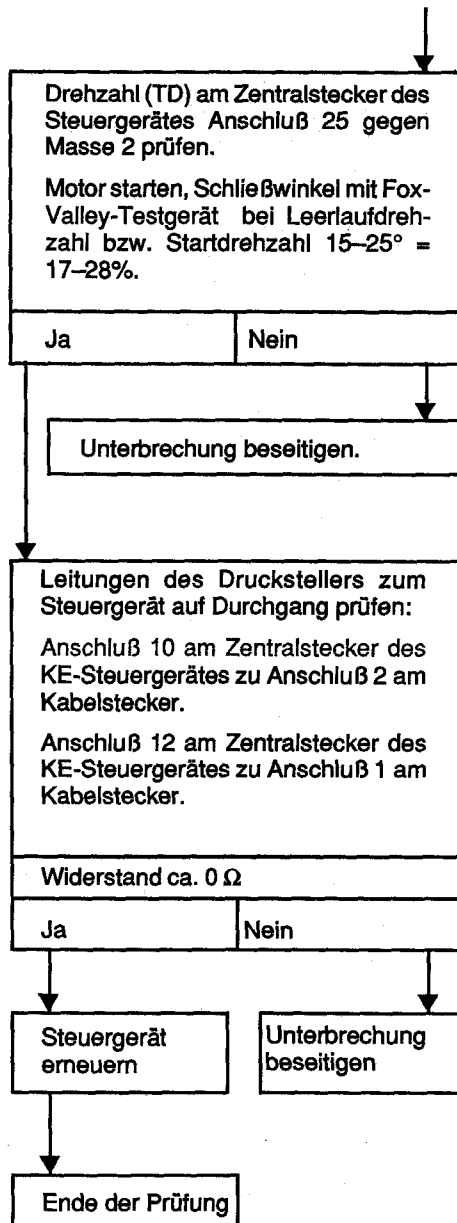 Drehzahl (TD) am Zentralstecker des
Steuergerätes Anschluß 25 gegen
Masse 2 prüfen.
Motor starten, Schließwinkel mit Fox-
Valley-Testgerät bei Leerlaufdreh-
zahl bzw. Startdrehzahl 15–25° =
17–28%.
Ja
Nein
Unterbrechung beseitigen.
Leitungen des Druckstellers zum
Steuergerät auf Durchgang prüfen:
Anschluß 10 am Zentralstecker des
KE-Steuergerätes zu Anschluß 2 am
Kabelstecker.
Anschluß 12 am Zentralstecker des
KE-Steuergerätes zu Anschluß 1 am
Kabelstecker.
Widerstand ca. 0 Ω
Ja
Nein
Steuergerät
erneuern
Unterbrechung
beseitigen
Ende der Prüfung